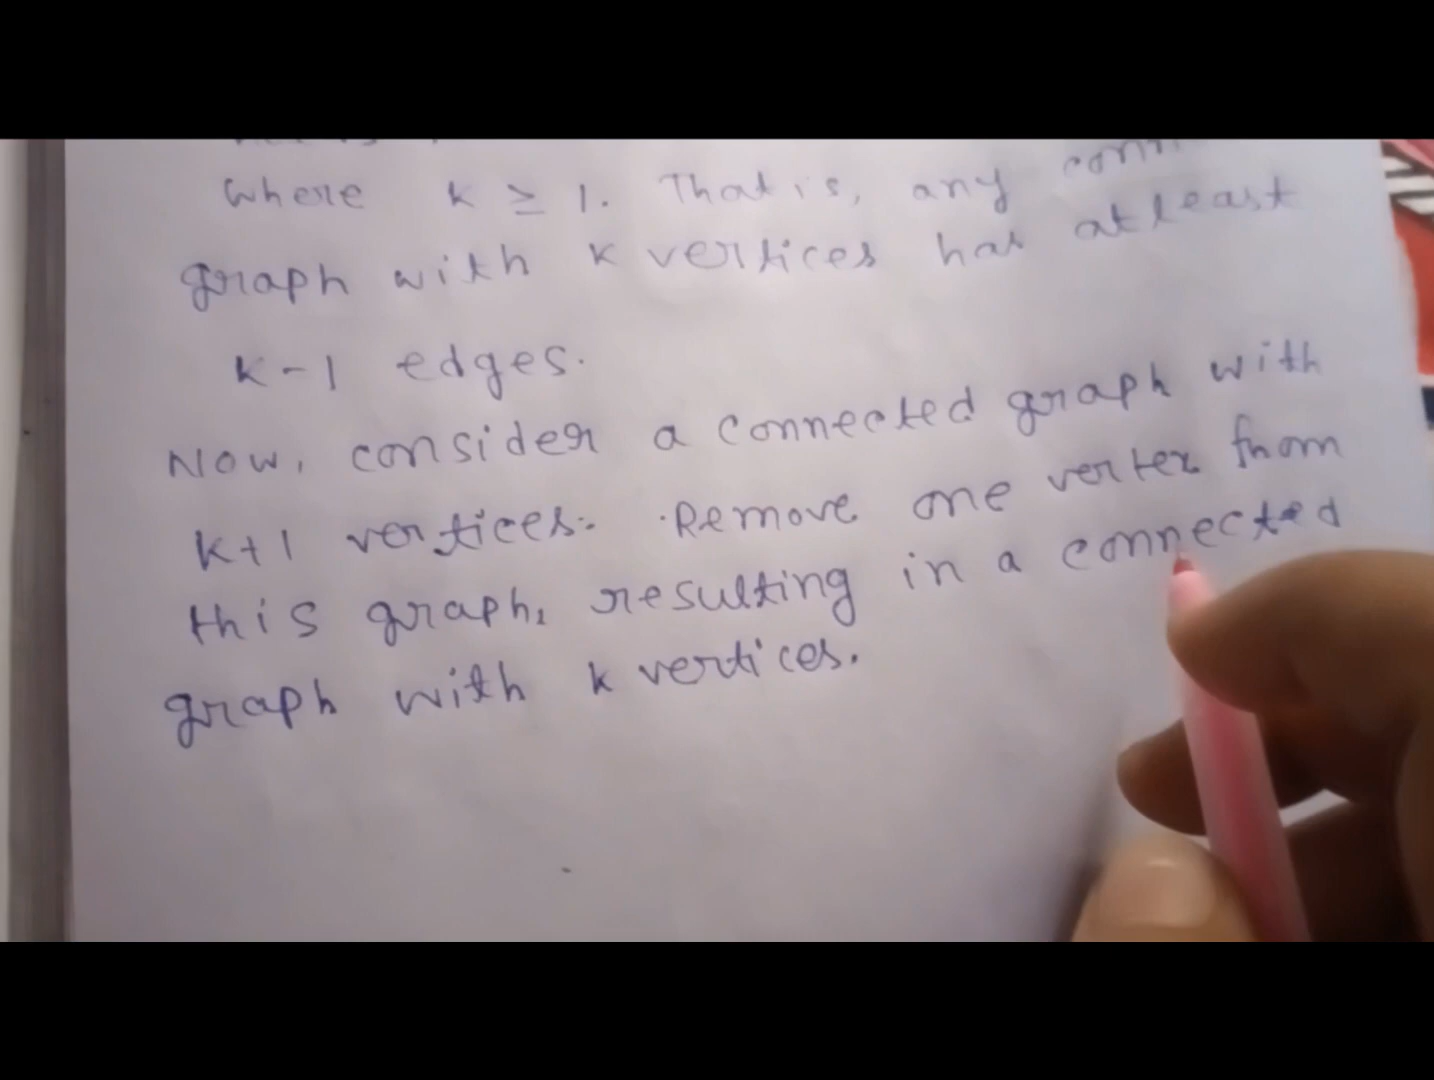 where k ≥ 1. That is, any
graph with k vertices has atleast
k-1 edges.
Now, consider a connected graph with
k+1 vertices. Remove one vertex from
this graph, resulting in a connected
graph with k vertices.